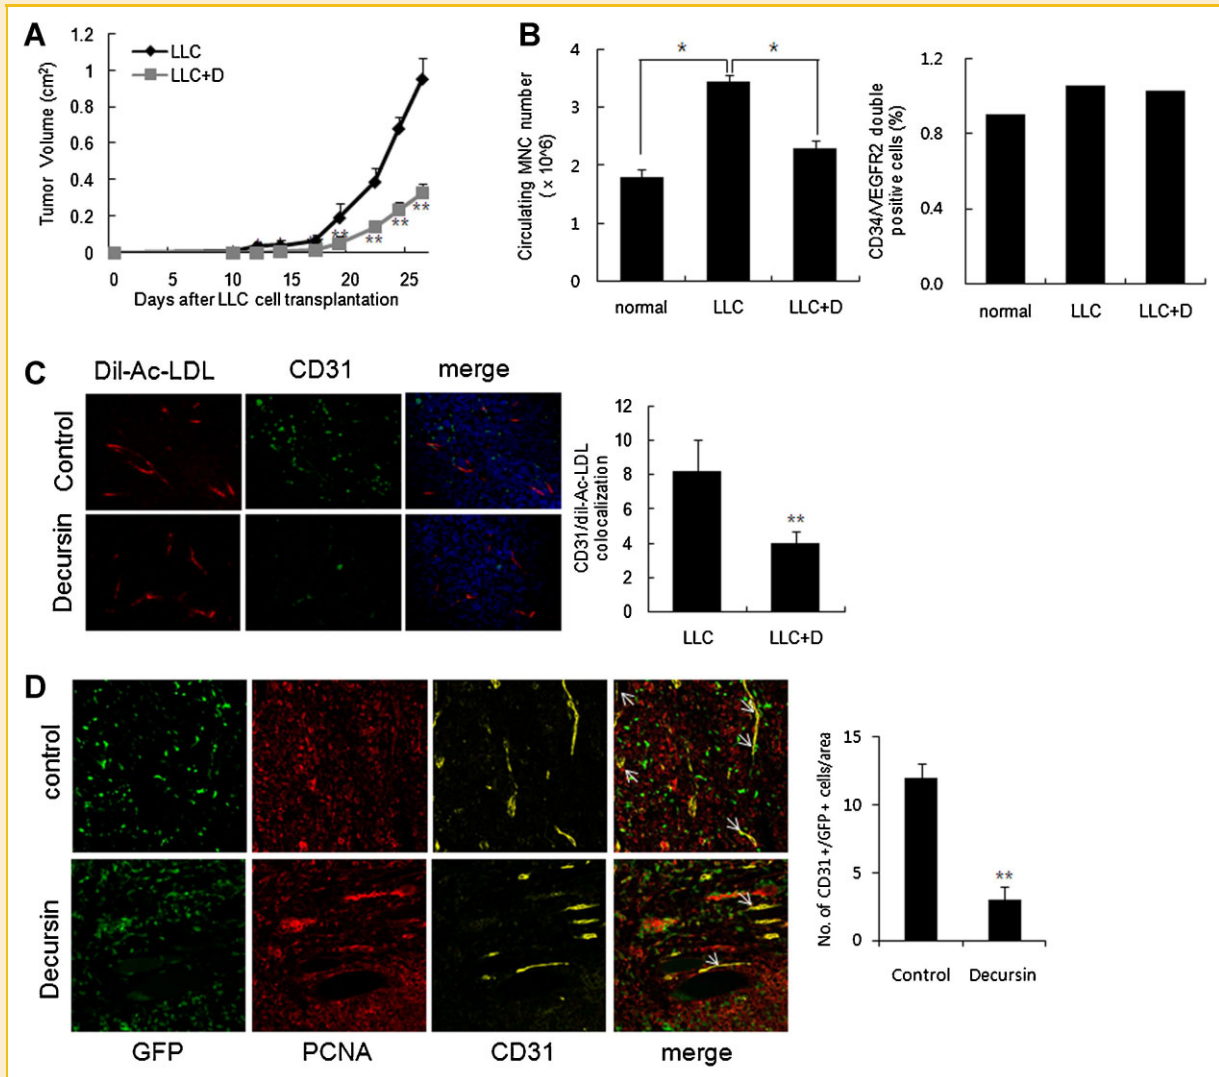 A
Tumor Volume (cm²)
1.2
1
0.8
0.6
0.4
0.2
0
LLC
LLC+D
**
**
**
**
0
5
10
15
20
25
Days after LLC cell transplantation
B
Circulating MNC number
( × 10^6)
4
3
2
1
0
*
*
normal
LLC
LLC+D
CD34/VEGFR2 double
positive cells (%)
1.2
0.8
0.4
0.0
normal
LLC
LLC+D
C
Dil-Ac-LDL
CD31
merge
Control
Decursin
CD31/dil-Ac-LDL
colocalization
12
10
8
6
4
2
0
**
LLC
LLC+D
D
control
Decursin
GFP
PCNA
CD31
merge
No. of CD31+/GFP+ cells/area
15
10
5
0
**
Control
Decursin